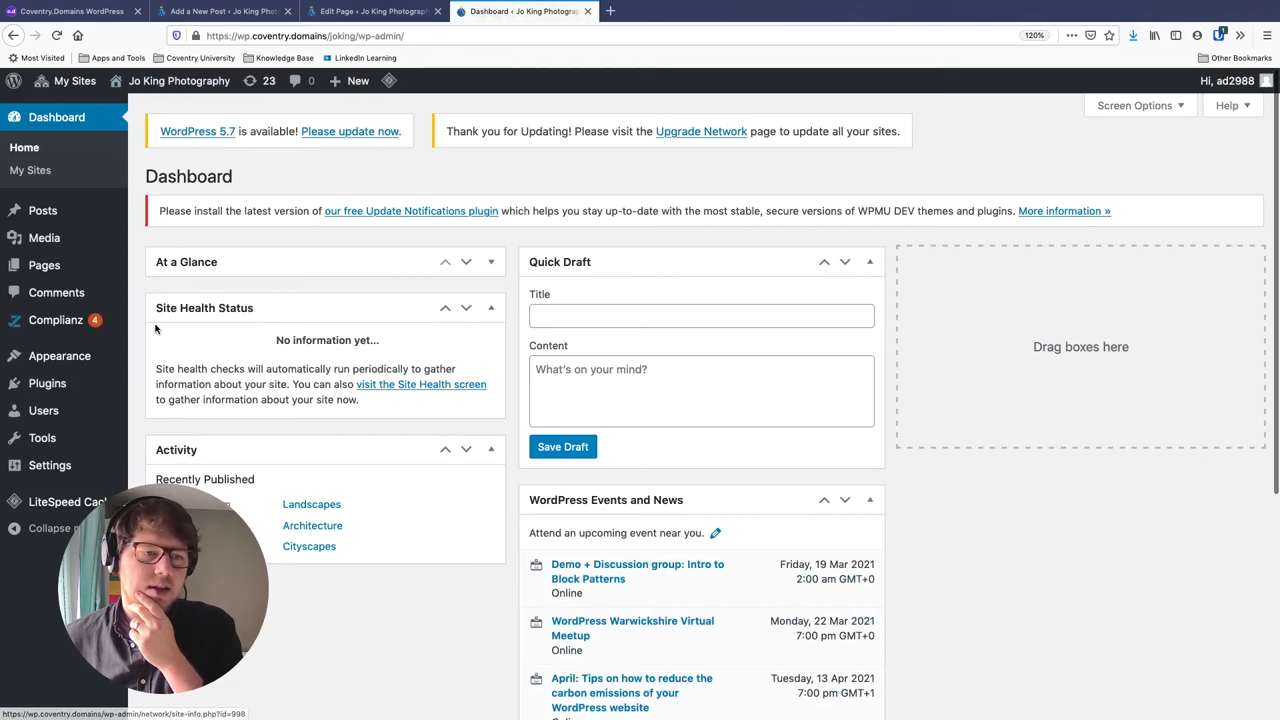 Coventry.Domains WordPress
Add a New Post ‹ Jo King Photo
Edit Page ‹ Jo King Photograph
Dashboard ‹ Jo King Photograp
https://wp.coventry.domains/joking/wp-admin/
120%
Most Visited
Apps and Tools
Coventry University
Knowledge Base
LinkedIn Learning
Other Bookmarks
My Sites
Jo King Photography
23
0
New
Hi, ad2988
Screen Options
Help
Dashboard
Home
My Sites
Posts
Media
Pages
Comments
Complianz 4
Appearance
Plugins
Users
Tools
Settings
LiteSpeed Cac
Collapse m
WordPress 5.7 is available! Please update now.
Thank you for Updating! Please visit the Upgrade Network page to update all your sites.
Dashboard
Please install the latest version of our free Update Notifications plugin which helps you stay up-to-date with the most stable, secure versions of WPMU DEV themes and plugins. More information »
At a Glance
Site Health Status
No information yet...
Site health checks will automatically run periodically to gather
information about your site. You can also visit the Site Health screen
to gather information about your site now.
Activity
Recently Published
Landscapes
Architecture
Cityscapes
Quick Draft
Title
Content
What's on your mind?
Save Draft
WordPress Events and News
Attend an upcoming event near you.
Demo + Discussion group: Intro to
Block Patterns
Online
Friday, 19 Mar 2021
2:00 am GMT+0
WordPress Warwickshire Virtual
Meetup
Online
Monday, 22 Mar 2021
7:00 pm GMT+0
April: Tips on how to reduce the
carbon emissions of your
WordPress website
Tuesday, 13 Apr 2021
7:00 pm GMT+1
Drag boxes here
https://wp.coventry.domains/wp-admin/network/site-info.php?id=998